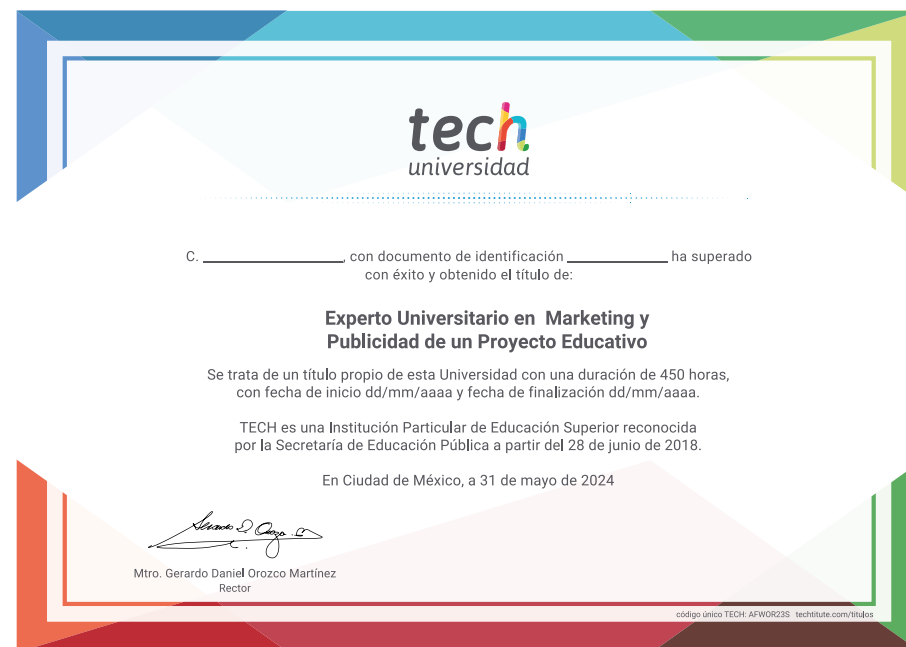 tech
universidad
C. ____________, con documento de identificación ____________ ha superado
con éxito y obtenido el título de:
Experto Universitario en Marketing y
Publicidad de un Proyecto Educativo
Se trata de un título propio de esta Universidad con una duración de 450 horas,
con fecha de inicio dd/mm/aaaa y fecha de finalización dd/mm/aaaa.
TECH es una Institución Particular de Educación Superior reconocida
por la Secretaría de Educación Pública a partir del 28 de junio de 2018.
En Ciudad de México, a 31 de mayo de 2024
Mtro. Gerardo Daniel Orozco Martínez
Rector
código único TECH: AFWOR23S techtitute.com/titulos